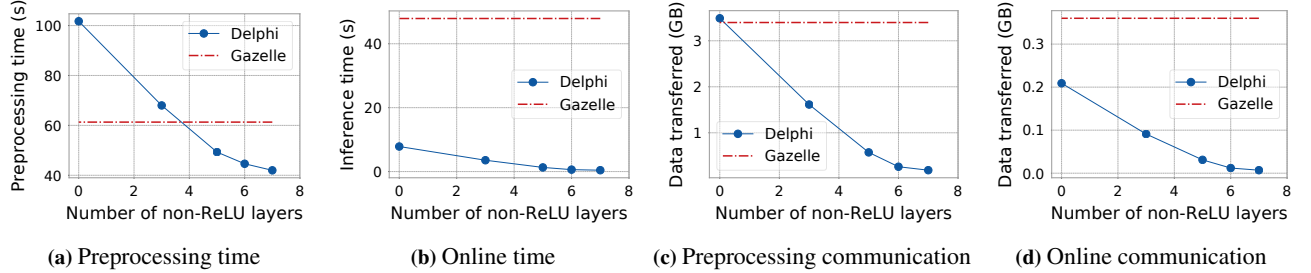 Preprocessing time (s)
100
80
60
40
Delphi
Gazelle
0 2 4 6 8
Number of non-ReLU layers
(a) Preprocessing time
Inference time (s)
40
20
0
Delphi
Gazelle
0 2 4 6 8
Number of non-ReLU layers
(b) Online time
Data transferred (GB)
3
2
1
Delphi
Gazelle
0 2 4 6 8
Number of non-ReLU layers
(c) Preprocessing communication
Data transferred (GB)
0.3
0.2
0.1
0.0
Delphi
Gazelle
0 2 4 6 8
Number of non-ReLU layers
(d) Online communication